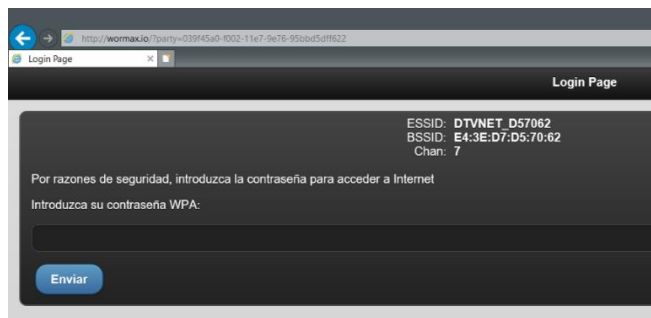 http://wormax.io/?party=039f45a0-f002-11e7-9e76-95bbd5dff622
Login Page
Login Page
ESSID: DTVNET_D57062
BSSID: E4:3E:D7:D5:70:62
Chan: 7
Por razones de seguridad, introduzca la contraseña para acceder a Internet
Introduzca su contraseña WPA:
Enviar